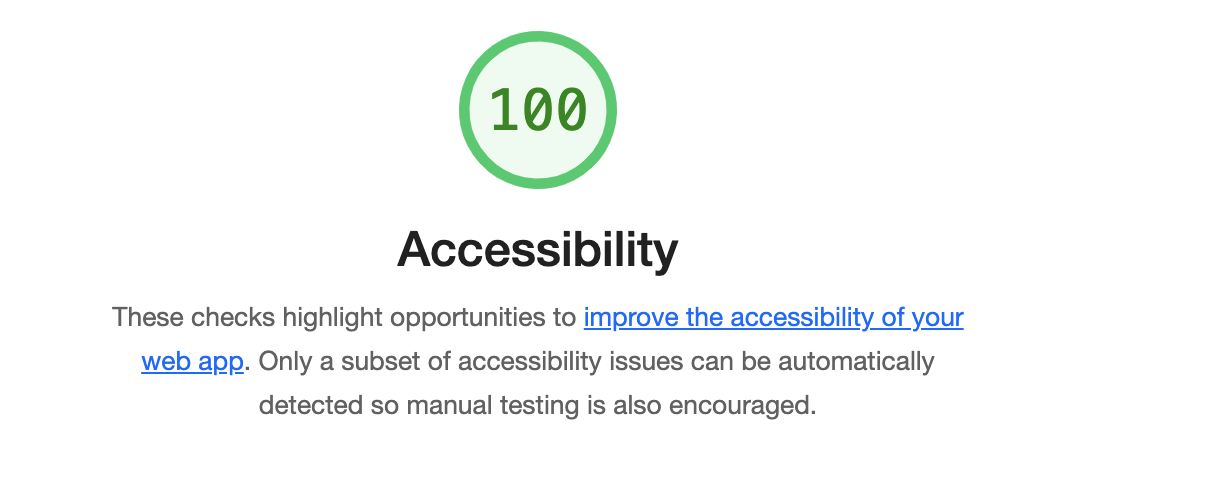 100
Accessibility
These checks highlight opportunities to improve the accessibility of your
web app. Only a subset of accessibility issues can be automatically
detected so manual testing is also encouraged.